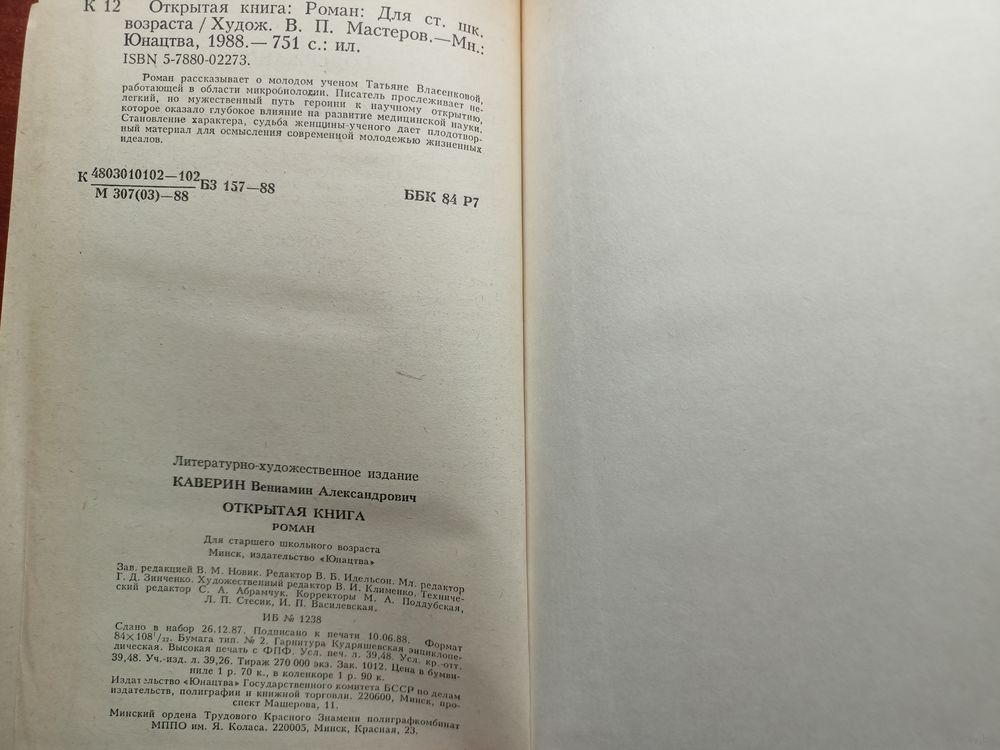 К 12 Открытая книга: Роман: Для ст. шк.
возраста / Худож. В. П. Мастеров.—Мн.:
Юнацтва, 1988.— 751 с.: ил.
ISBN 5-7880-02273.
Роман рассказывает о молодом ученом Татьяне Власенковой,
работающей в области микробиологии. Писатель прослеживает не-
легкий, но мужественный путь героини к научному открытию,
которое оказало глубокое влияние на развитие медицинской науки.
Становление характера, судьба женщины-ученого дает плодотвор-
ный материал для осмысления современной молодежью жизненных
идеалов.
К 4803010102—102 БЗ 157—88
М 307(03)—88
ББК 84 Р7
Литературно-художественное издание
КАВЕРИН Вениамин Александрович
ОТКРЫТАЯ КНИГА
РОМАН
Для старшего школьного возраста
Минск, издательство «Юнацтва»
Зав. редакцией В. М. Новик. Редактор В. Б. Идельсон. Мл. редактор
Г. Д. Зинченко. Художественный редактор В. И. Клименко. Техниче-
ский редактор С. А. Абрамчук. Корректоры М. А. Поддубская,
Л. П. Стесик, И. П. Василевская.
ИБ № 1238
Сдано в набор 26.12.87. Подписано к печати 10.06.88. Формат
84×108 1/32. Бумага тип. № 2. Гарнитура Кудряшевская энциклопе-
дическая. Высокая печать с ФПФ. Усл. печ. л. 39,48. Усл. кр.-отт.
39,48. Уч.-изд. л. 39,26. Тираж 270 000 экз. Зак. 1012. Цена в бумви-
ниле 1 р. 70 к., в коленкоре 1 р. 90 к.
Издательство «Юнацтва» Государственного комитета БССР по делам
издательств, полиграфии и книжной торговли. 220600, Минск, про-
спект Машерова, 11.
Минский ордена Трудового Красного Знамени полиграфкомбинат
МППО им. Я. Коласа. 220005, Минск, Красная, 23.